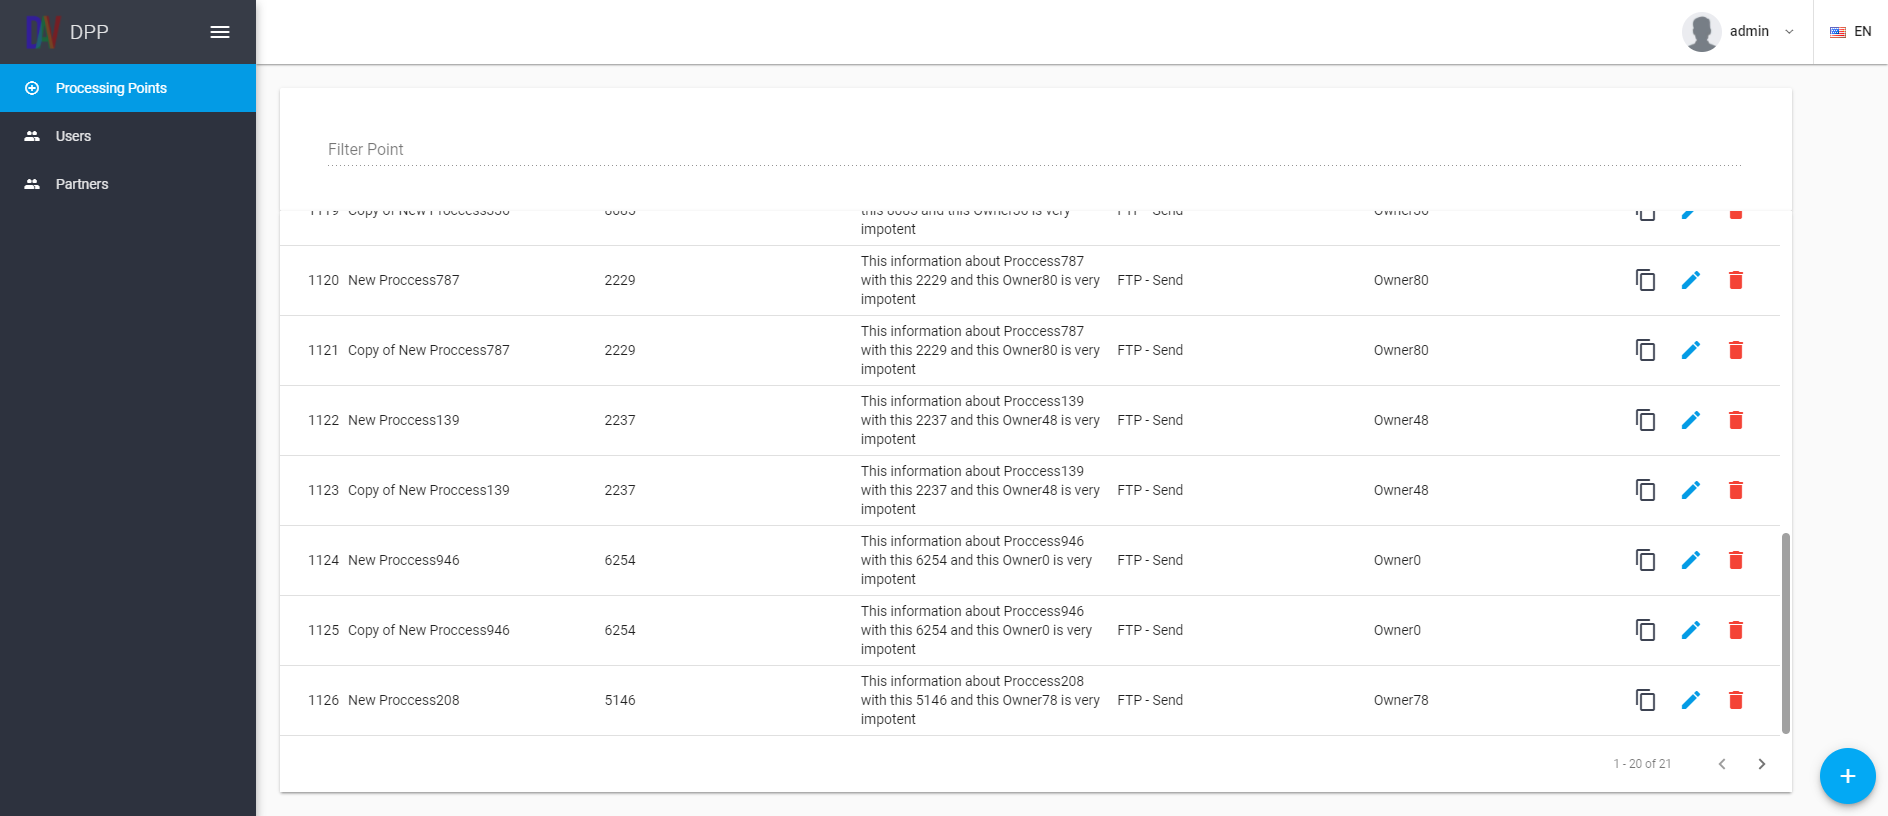 DAV DPP
admin
EN
Processing Points
Users
Partners
Filter Point
this 8085 and this Owner50 is very
impotent
This information about Proccess787
1120 New Proccess787 2229 with this 2229 and this Owner80 is very FTP - Send Owner80
impotent
This information about Proccess787
1121 Copy of New Proccess787 2229 with this 2229 and this Owner80 is very FTP - Send Owner80
impotent
This information about Proccess139
1122 New Proccess139 2237 with this 2237 and this Owner48 is very FTP - Send Owner48
impotent
This information about Proccess139
1123 Copy of New Proccess139 2237 with this 2237 and this Owner48 is very FTP - Send Owner48
impotent
This information about Proccess946
1124 New Proccess946 6254 with this 6254 and this Owner0 is very FTP - Send Owner0
impotent
This information about Proccess946
1125 Copy of New Proccess946 6254 with this 6254 and this Owner0 is very FTP - Send Owner0
impotent
This information about Proccess208
1126 New Proccess208 5146 with this 5146 and this Owner78 is very FTP - Send Owner78
impotent
1 - 20 of 21